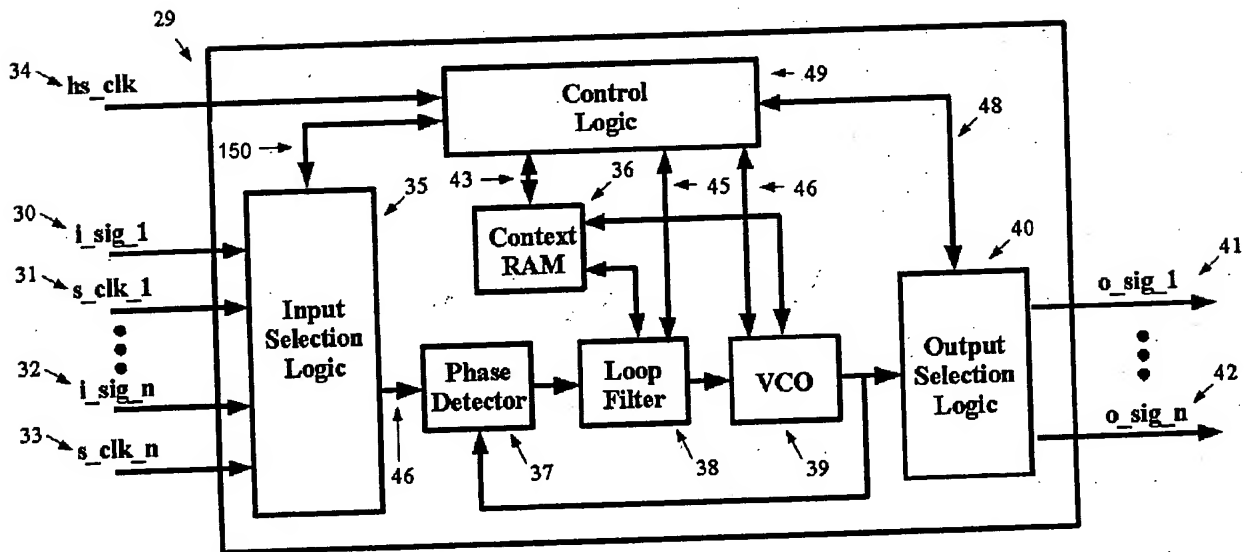 29
34
hs_clk
Control
Logic
49
48
150
43
36
45
46
35
30
i_sig_1
Context
RAM
40
41
31
s_clk_1
o_sig_1
Input
Selection
Logic
32
i_sig_n
Phase
Detector
Loop
Filter
VCO
Output
Selection
Logic
42
o_sig_n
33
s_clk_n
46
37
38
39